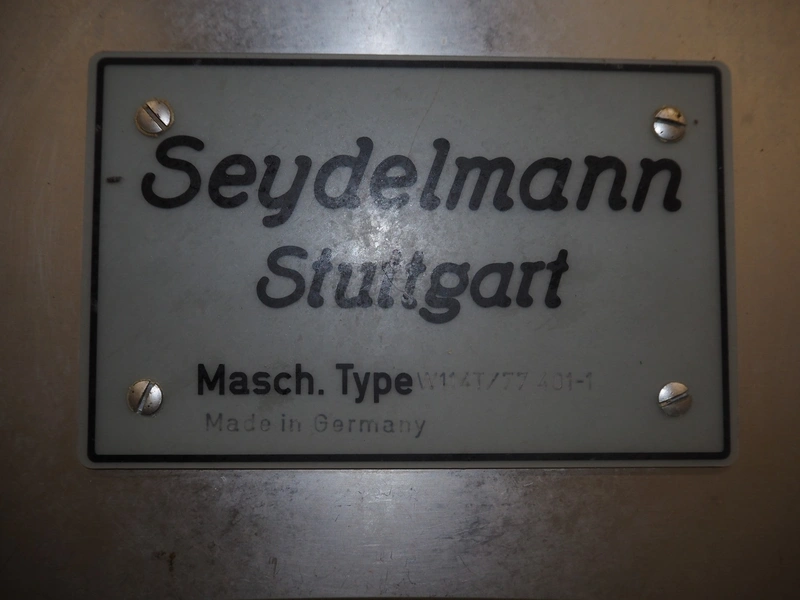 Seydelmann
Stuttgart
Masch. Type
Made in Germany